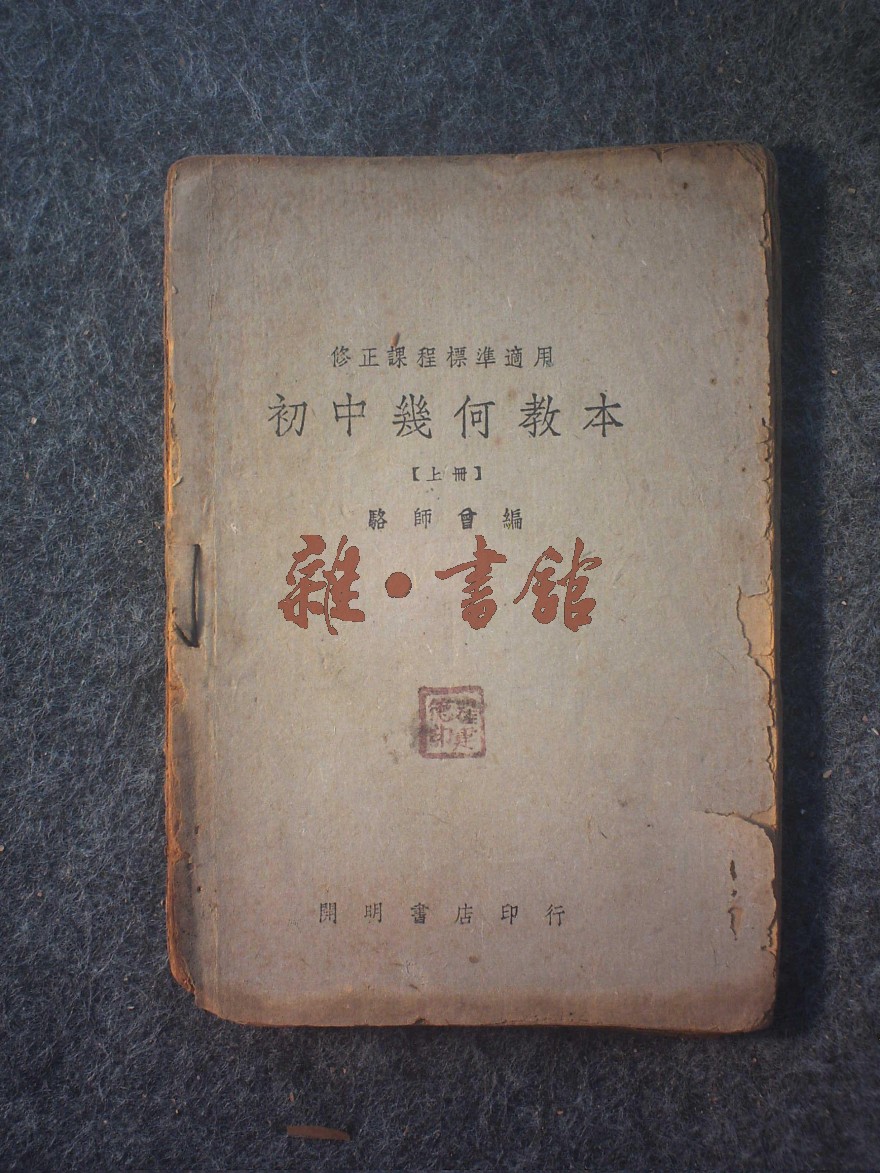 修正課程標準適用
初中幾何教本
【上冊】
駱師曾編
雜·書館
開明書店印行